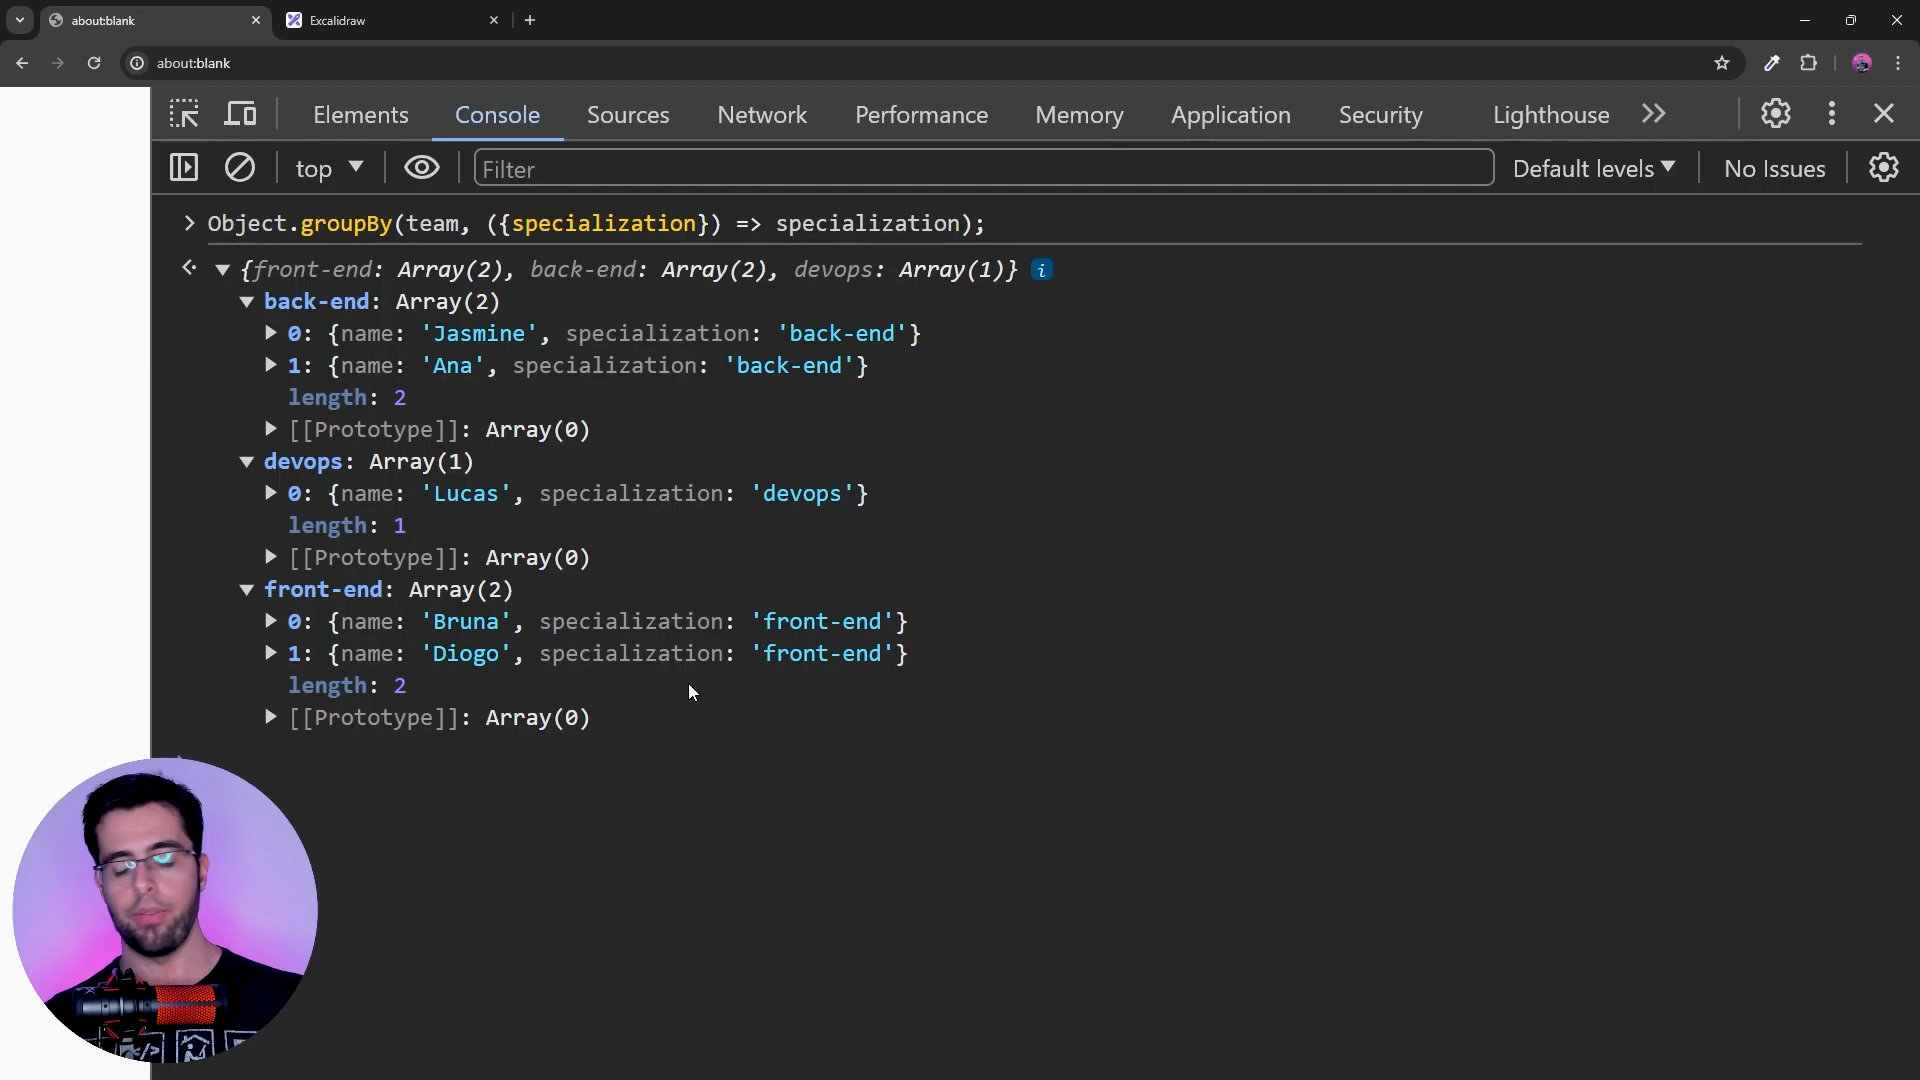 about:blank
Excalidraw
about:blank
Elements Console Sources Network Performance Memory Application Security Lighthouse
top Filter Default levels No Issues
Object.groupBy(team, ({specialization}) => specialization);
{front-end: Array(2), back-end: Array(2), devops: Array(1)} i
back-end: Array(2)
0: {name: 'Jasmine', specialization: 'back-end'}
1: {name: 'Ana', specialization: 'back-end'}
length: 2
[[Prototype]]: Array(0)
devops: Array(1)
0: {name: 'Lucas', specialization: 'devops'}
length: 1
[[Prototype]]: Array(0)
front-end: Array(2)
0: {name: 'Bruna', specialization: 'front-end'}
1: {name: 'Diogo', specialization: 'front-end'}
length: 2
[[Prototype]]: Array(0)